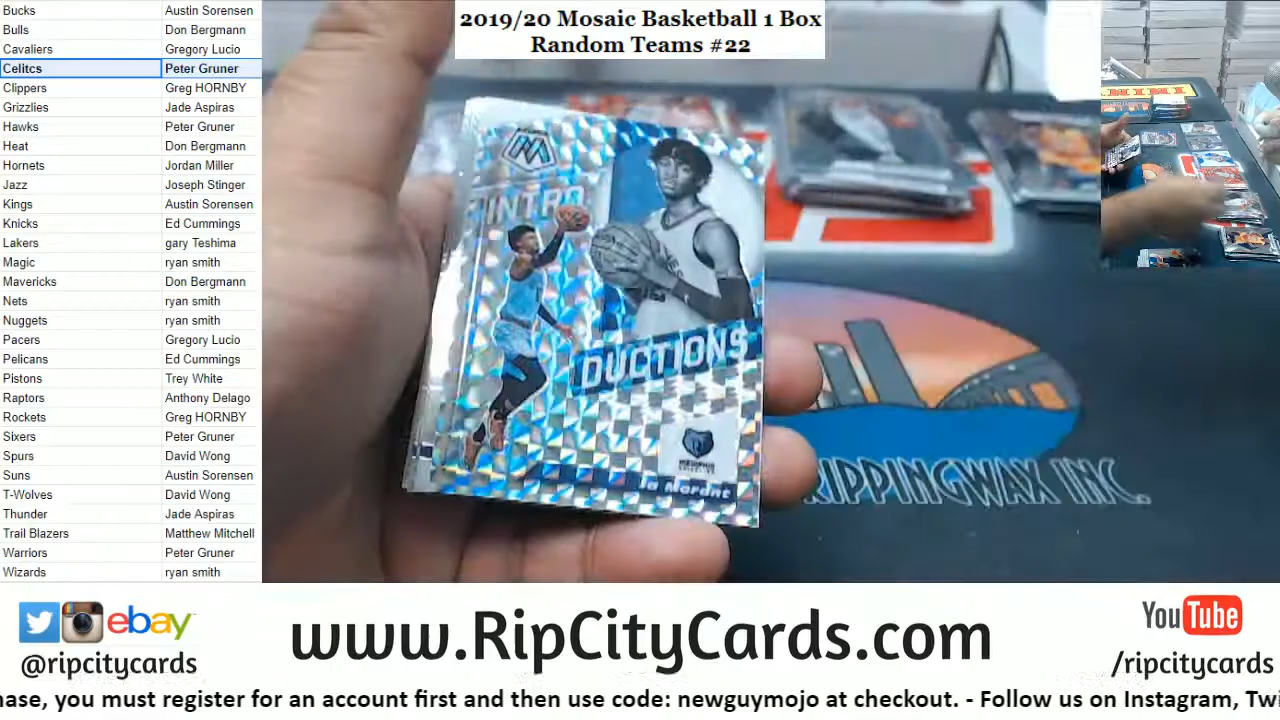 Bucks Austin Sorensen
Bulls Don Bergmann
Cavaliers Gregory Lucio
Celitcs Peter Gruner
Clippers Greg HORNBY
Grizzlies Jade Aspiras
Hawks Peter Gruner
Heat Don Bergmann
Hornets Jordan Miller
Jazz Joseph Stinger
Kings Austin Sorensen
Knicks Ed Cummings
Lakers gary Teshima
Magic ryan smith
Mavericks Don Bergmann
Nets ryan smith
Nuggets ryan smith
Pacers Gregory Lucio
Pelicans Ed Cummings
Pistons Trey White
Raptors Anthony Delago
Rockets Greg HORNBY
Sixers Peter Gruner
Spurs David Wong
Suns Austin Sorensen
T-Wolves David Wong
Thunder Jade Aspiras
Trail Blazers Matthew Mitchell
Warriors Peter Gruner
Wizards ryan smith
2019/20 Mosaic Basketball 1 Box
Random Teams #22
INTRO
DUCTIONS
MEMPHIS
Ja Morant
RIPPINGWAX INC.
PANINI
ebay
@ripcitycards
www.RipCityCards.com
YouTube
/ripcitycards
hase, you must register for an account first and then use code: newguymojo at checkout. - Follow us on Instagram, Twi